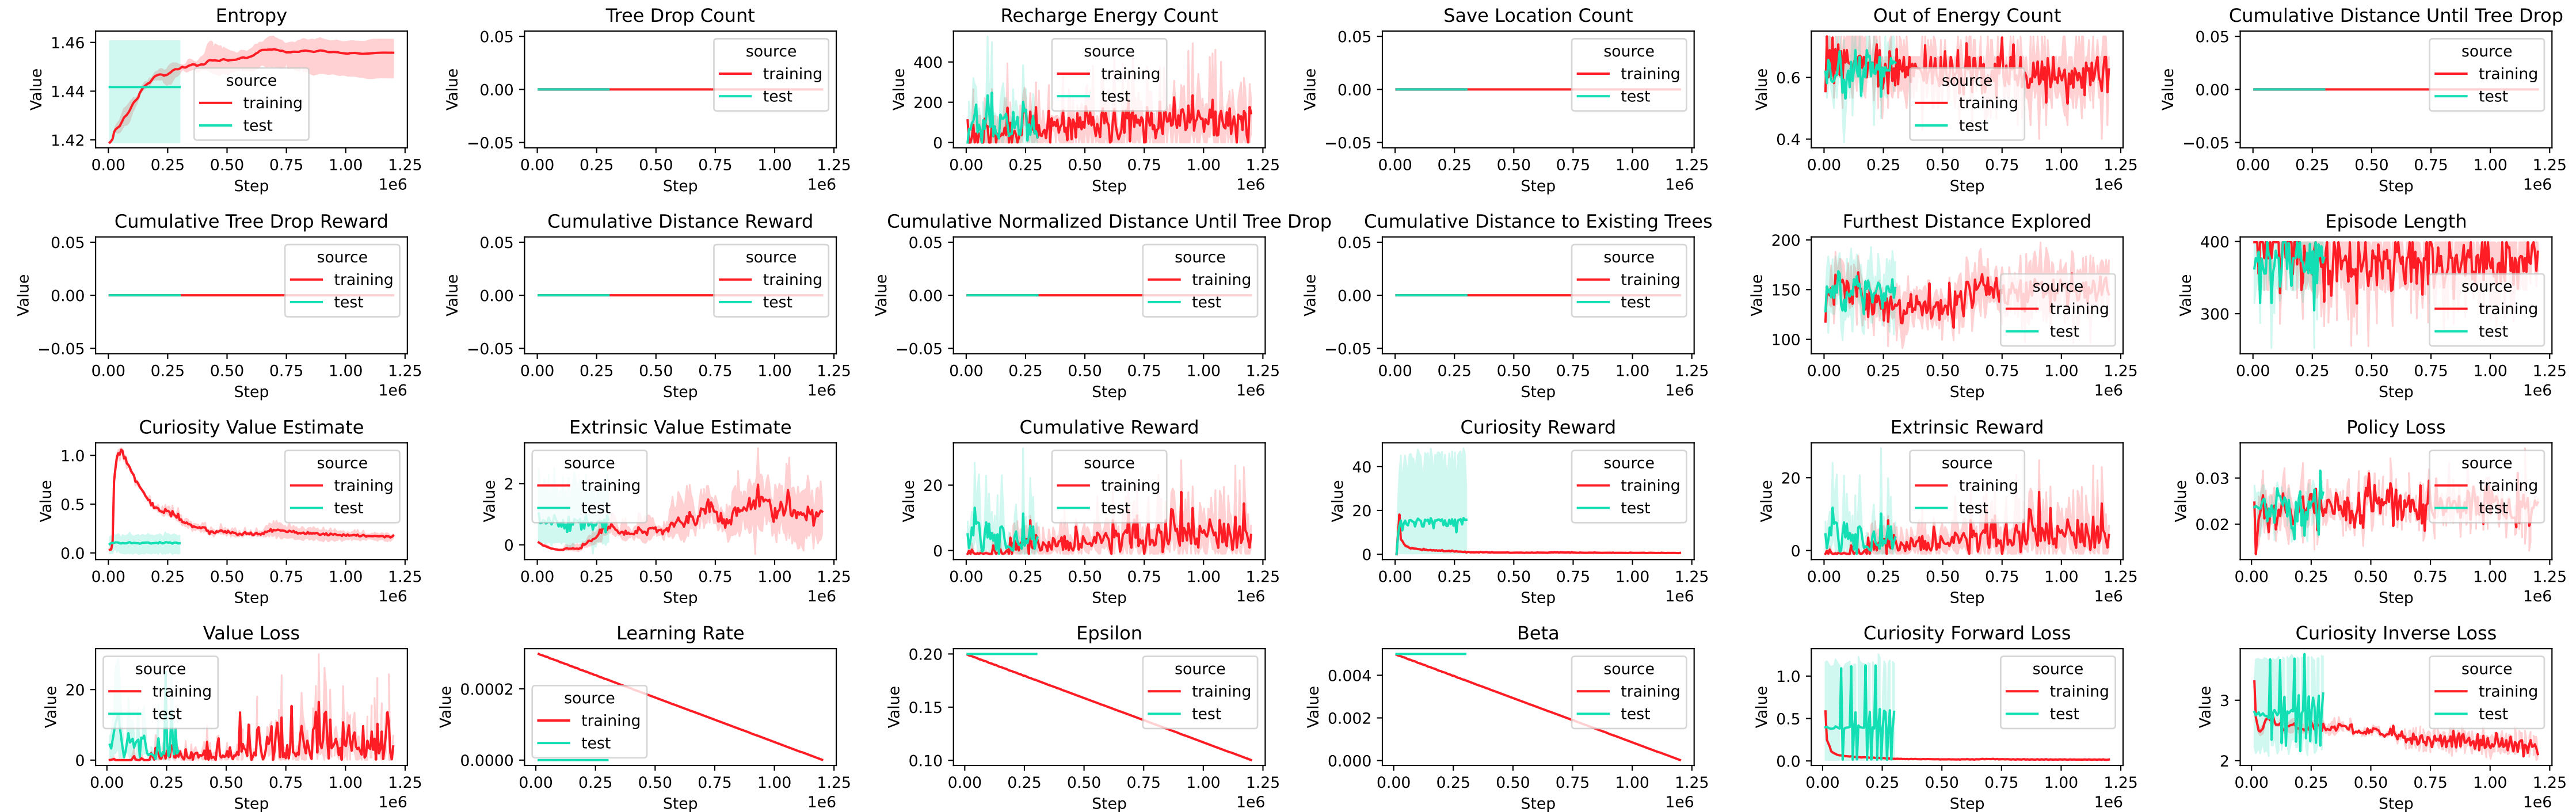 Entropy
Value
1.46
1.44
1.42
source
training
test
0.00 0.25 0.50 0.75 1.00 1.25
Step
1e6
Tree Drop Count
Value
0.05
0.00
−0.05
source
training
test
0.00 0.25 0.50 0.75 1.00 1.25
Step
1e6
Recharge Energy Count
Value
400
200
0
source
training
test
0.00 0.25 0.50 0.75 1.00 1.25
Step
1e6
Save Location Count
Value
0.05
0.00
−0.05
source
training
test
0.00 0.25 0.50 0.75 1.00 1.25
Step
1e6
Out of Energy Count
Value
0.6
0.4
source
training
test
0.00 0.25 0.50 0.75 1.00 1.25
Step
1e6
Cumulative Distance Until Tree Drop
Value
0.05
0.00
−0.05
source
training
test
0.00 0.25 0.50 0.75 1.00 1.25
Step
1e6
Cumulative Tree Drop Reward
Value
0.05
0.00
−0.05
source
training
test
0.00 0.25 0.50 0.75 1.00 1.25
Step
1e6
Cumulative Distance Reward
Value
0.05
0.00
−0.05
source
training
test
0.00 0.25 0.50 0.75 1.00 1.25
Step
1e6
Cumulative Normalized Distance Until Tree Drop
Value
0.05
0.00
−0.05
source
training
test
0.00 0.25 0.50 0.75 1.00 1.25
Step
1e6
Cumulative Distance to Existing Trees
Value
0.05
0.00
−0.05
source
training
test
0.00 0.25 0.50 0.75 1.00 1.25
Step
1e6
Furthest Distance Explored
Value
200
150
100
source
training
test
0.00 0.25 0.50 0.75 1.00 1.25
Step
1e6
Episode Length
Value
400
300
source
training
test
0.00 0.25 0.50 0.75 1.00 1.25
Step
1e6
Curiosity Value Estimate
Value
1.0
0.5
0.0
source
training
test
0.00 0.25 0.50 0.75 1.00 1.25
Step
1e6
Extrinsic Value Estimate
Value
2
0
source
training
test
0.00 0.25 0.50 0.75 1.00 1.25
Step
1e6
Cumulative Reward
Value
20
0
source
training
test
0.00 0.25 0.50 0.75 1.00 1.25
Step
1e6
Curiosity Reward
Value
40
20
0
source
training
test
0.00 0.25 0.50 0.75 1.00 1.25
Step
1e6
Extrinsic Reward
Value
20
0
source
training
test
0.00 0.25 0.50 0.75 1.00 1.25
Step
1e6
Policy Loss
Value
0.03
0.02
source
training
test
0.00 0.25 0.50 0.75 1.00 1.25
Step
1e6
Value Loss
Value
20
0
source
training
test
0.00 0.25 0.50 0.75 1.00 1.25
Step
1e6
Learning Rate
Value
0.0002
0.0000
source
training
test
0.00 0.25 0.50 0.75 1.00 1.25
Step
1e6
Epsilon
Value
0.20
0.15
0.10
source
training
test
0.00 0.25 0.50 0.75 1.00 1.25
Step
1e6
Beta
Value
0.004
0.002
0.000
source
training
test
0.00 0.25 0.50 0.75 1.00 1.25
Step
1e6
Curiosity Forward Loss
Value
1.0
0.5
0.0
source
training
test
0.00 0.25 0.50 0.75 1.00 1.25
Step
1e6
Curiosity Inverse Loss
Value
3
2
source
training
test
0.00 0.25 0.50 0.75 1.00 1.25
Step
1e6